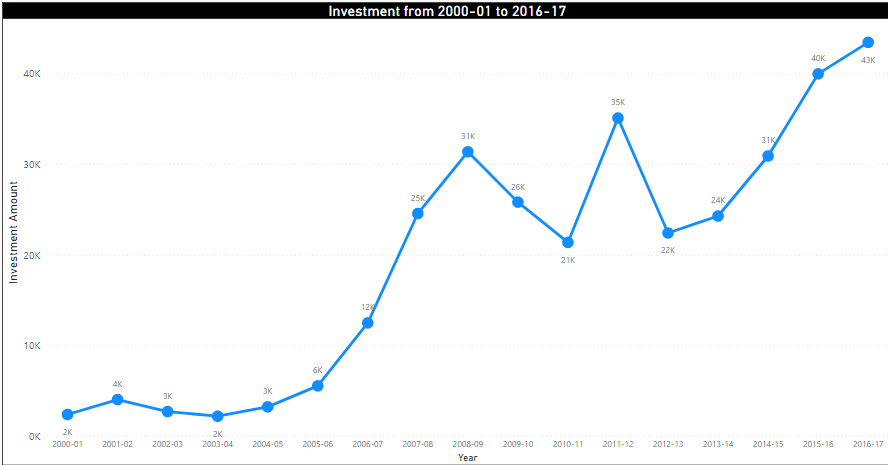 Investment from 2000-01 to 2016-17
Investment Amount
40K
30K
20K
10K
0K
2K
4K
3K
2K
3K
6K
12K
25K
31K
26K
21K
35K
22K
24K
31K
40K
43K
2000-01 2001-02 2002-03 2003-04 2004-05 2005-06 2006-07 2007-08 2008-09 2009-10 2010-11 2011-12 2012-13 2013-14 2014-15 2015-16 2016-17
Year